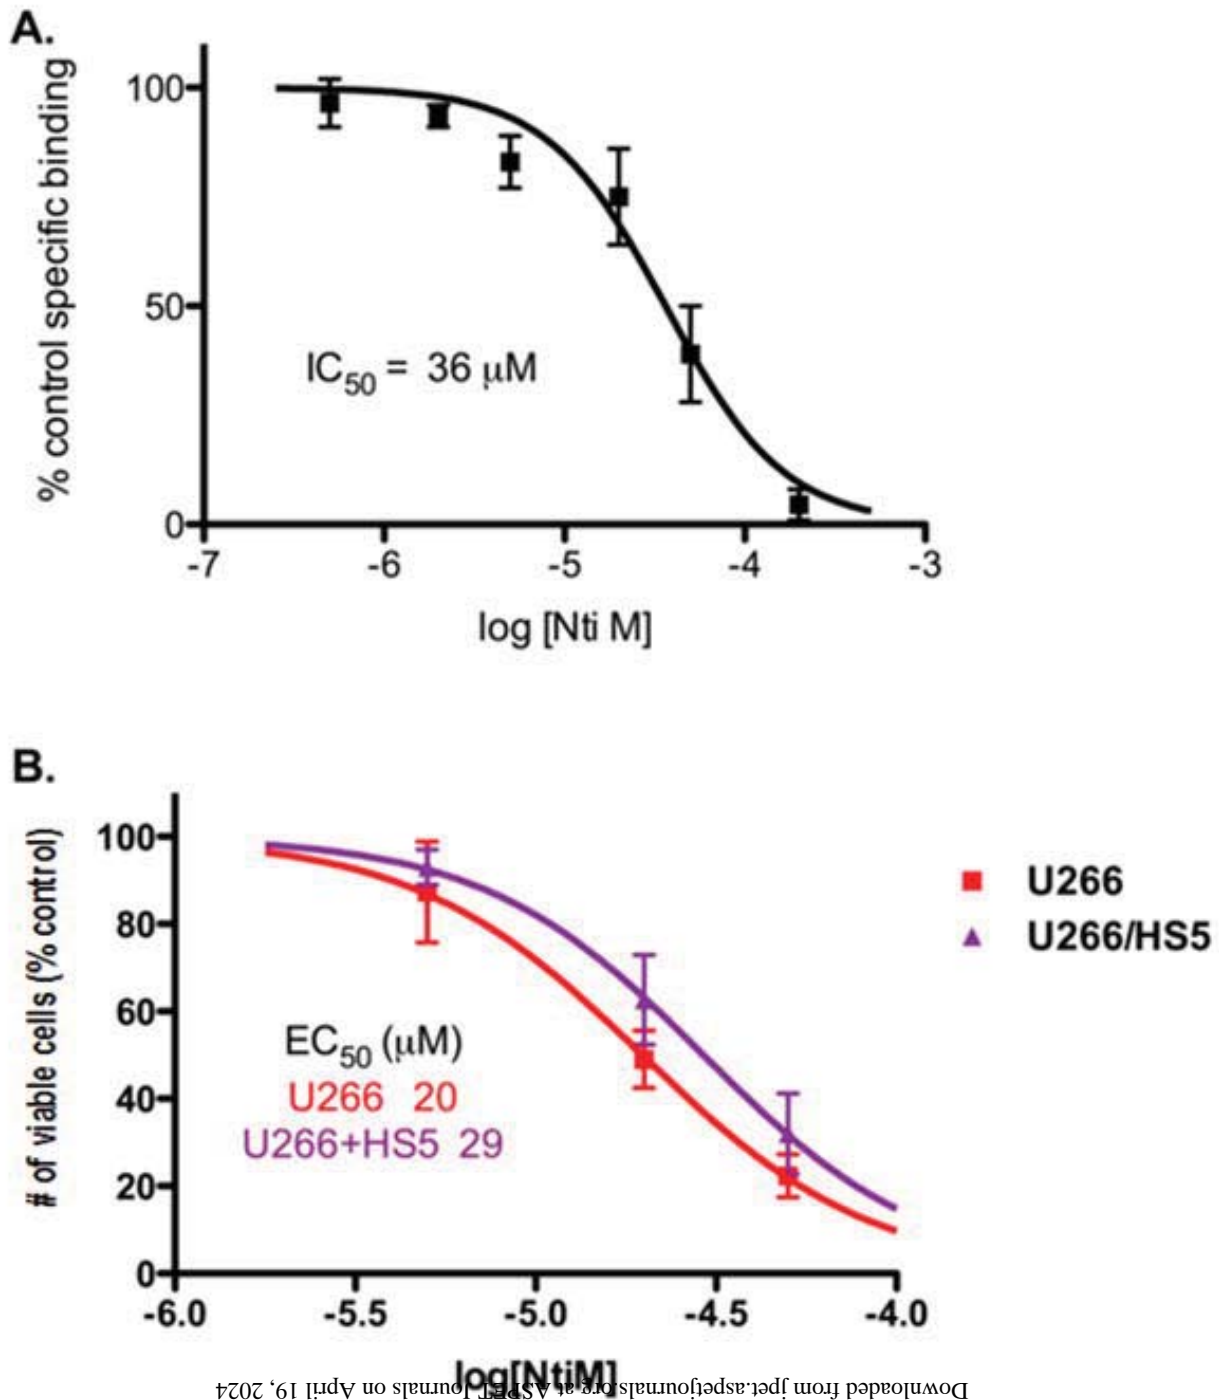 A.
% control specific binding
100
50
0
IC50 = 36 µM
-7 -6 -5 -4 -3
log [Nti M]
B.
# of viable cells (% control)
100
80
60
40
20
0
U266
U266/HS5
EC50 (µM)
U266 20
U266+HS5 29
-6.0 -5.5 -5.0 -4.5 -4.0
log[NtiM]
Downloaded from jpet.aspetjournals.org at ASPET Journals on April 19, 2024